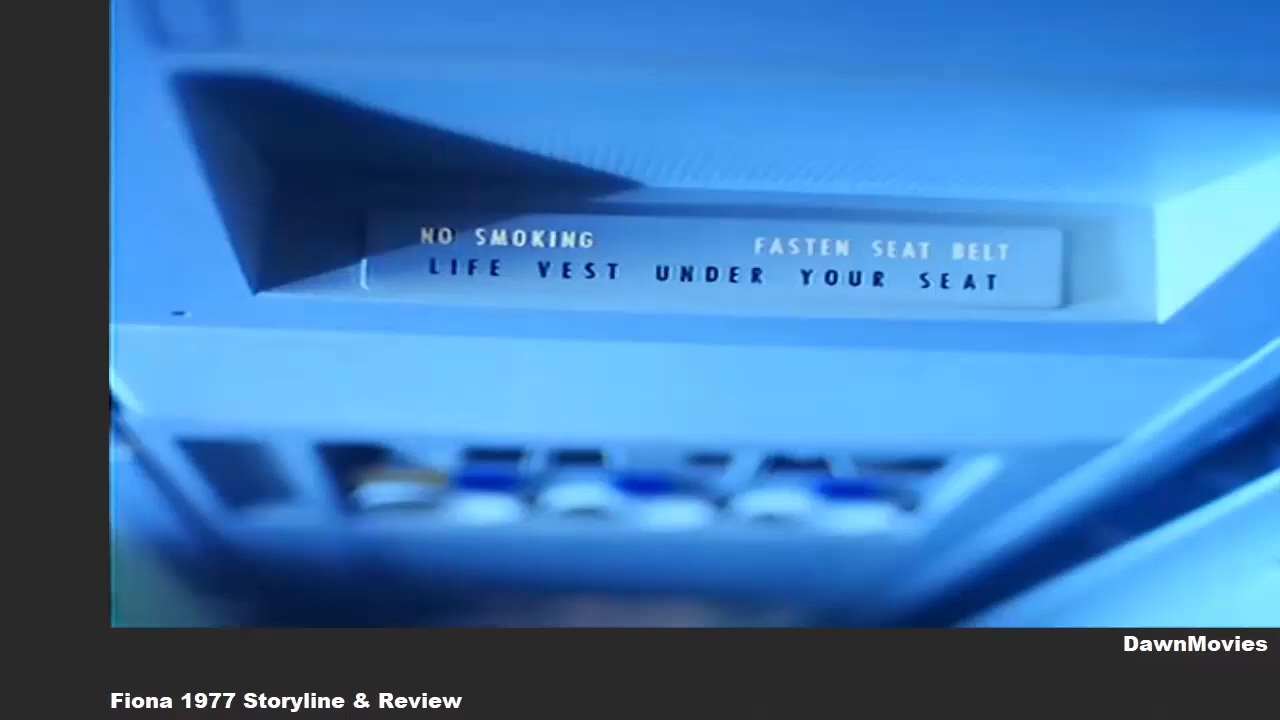 NO SMOKING FASTEN SEAT BELT
LIFE VEST UNDER YOUR SEAT
DawnMovies
Fiona 1977 Storyline & Review